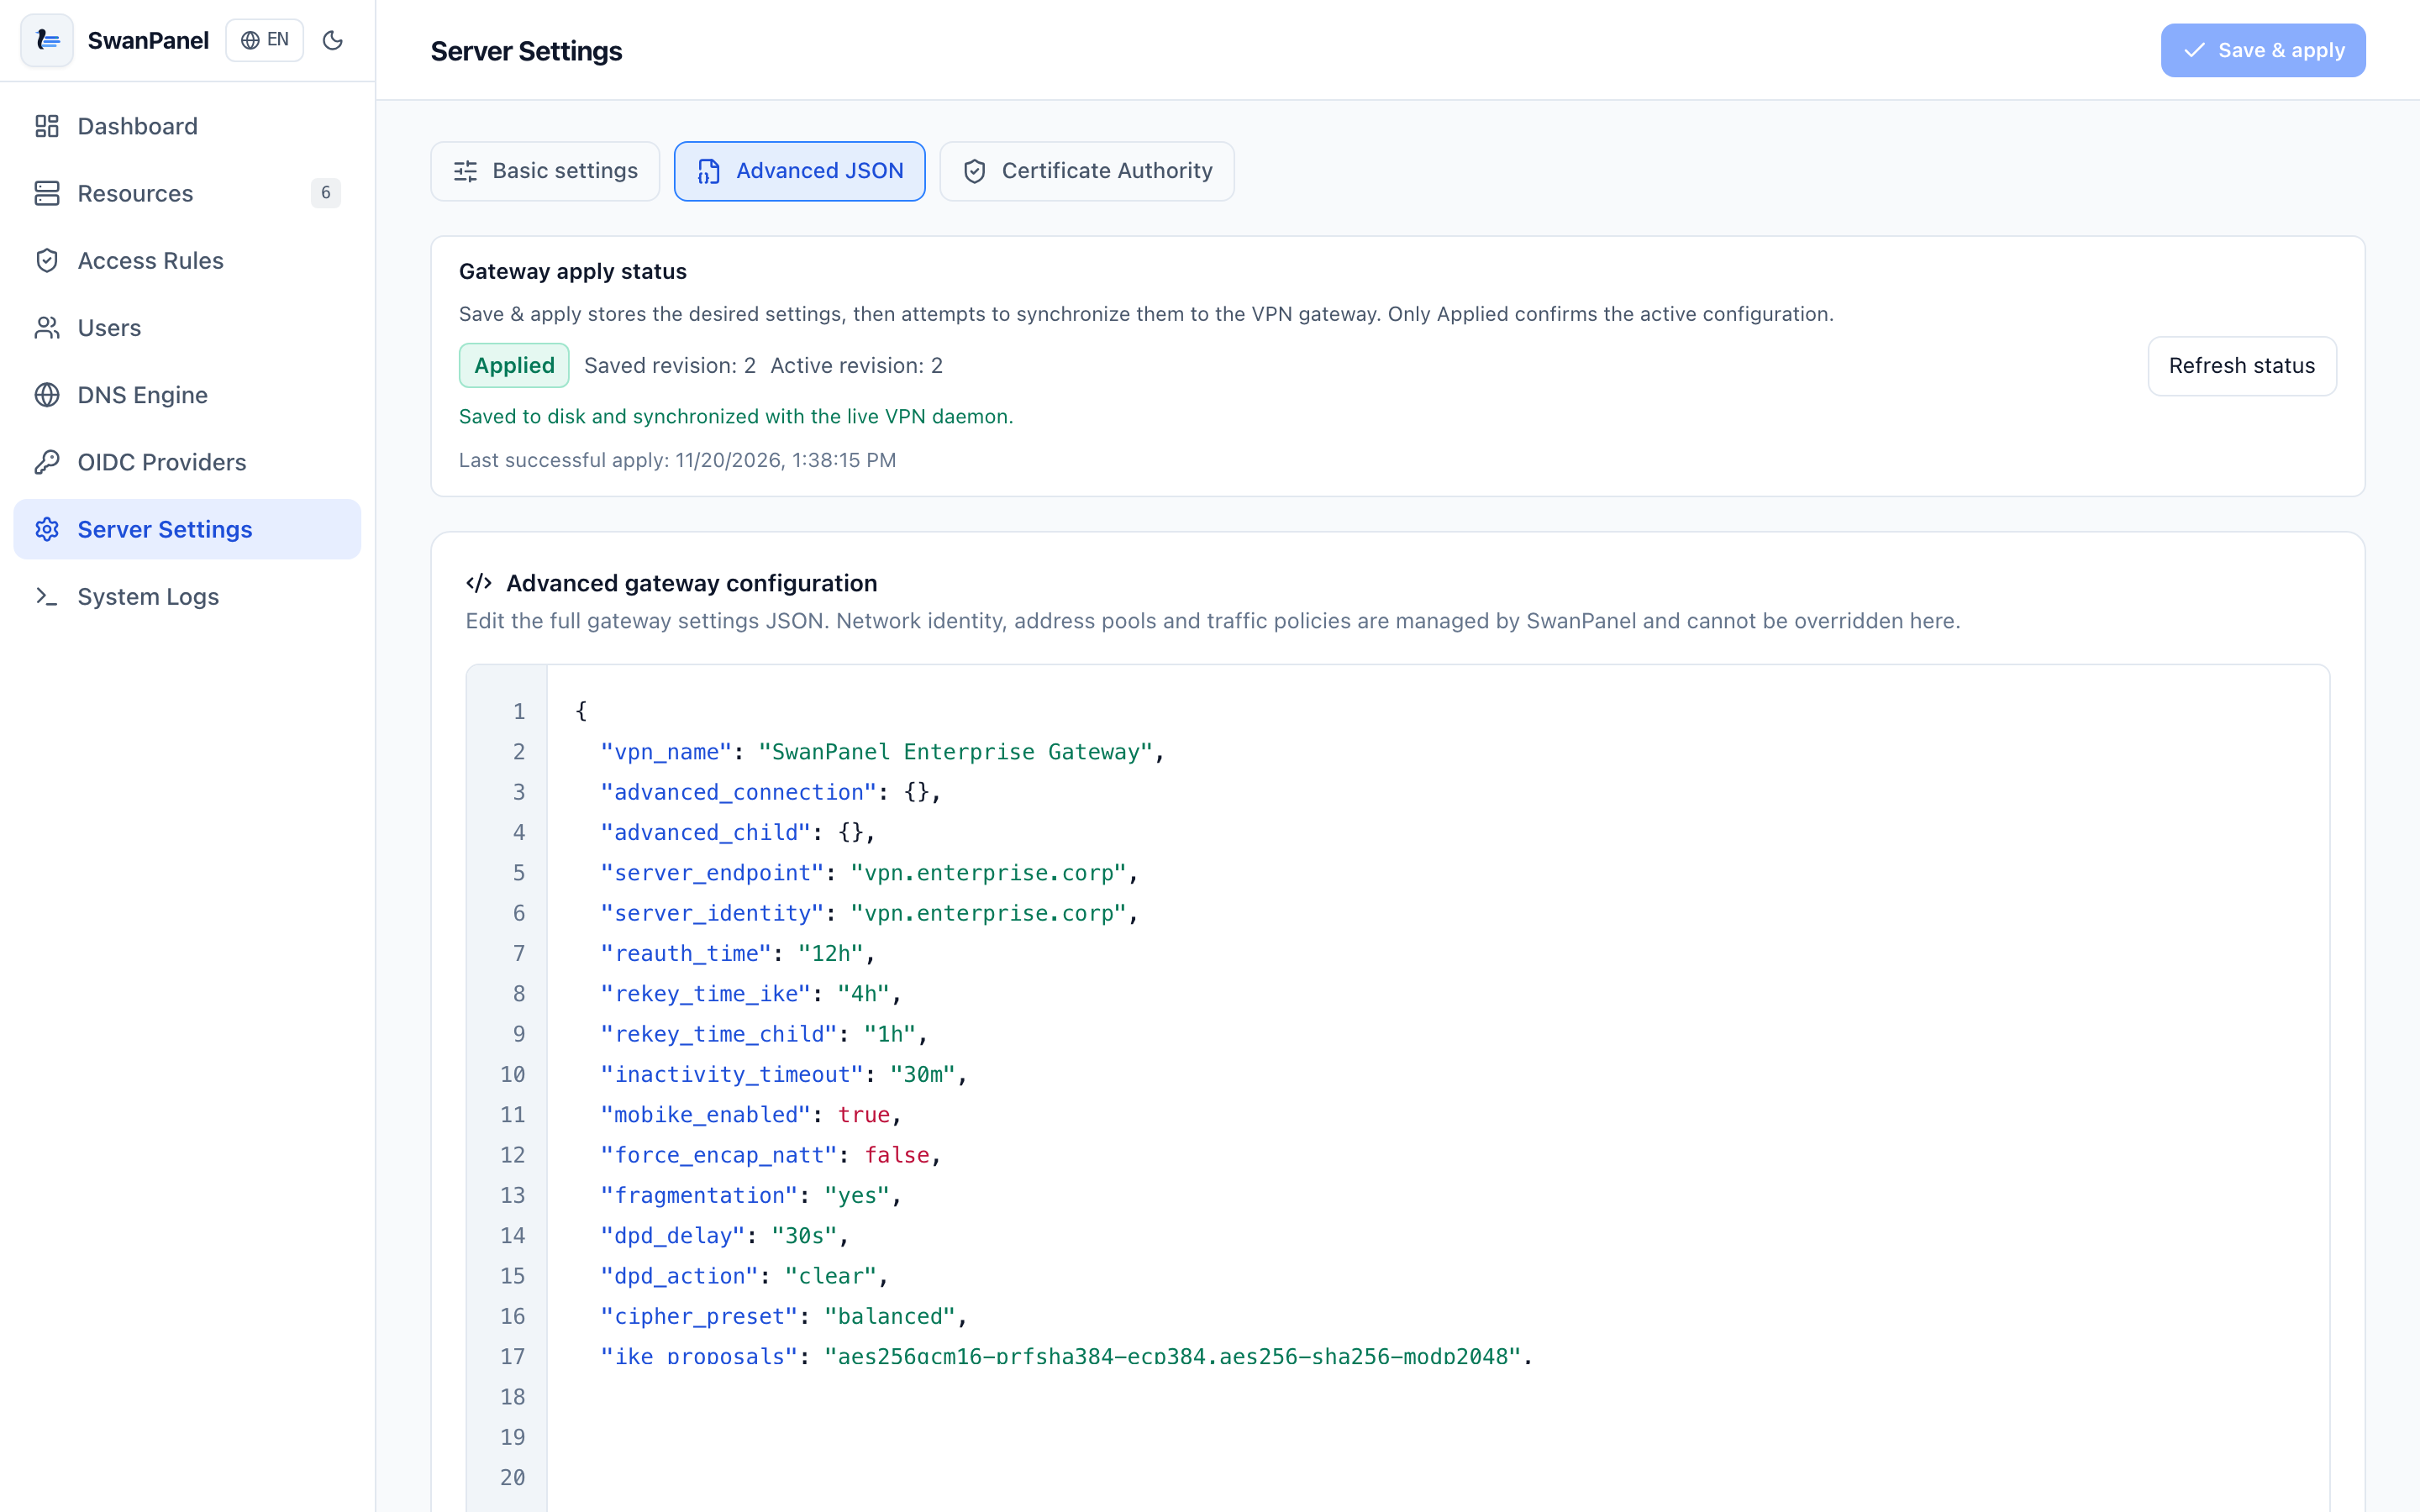 SwanPanel
EN
Dashboard
Resources
6
Access Rules
Users
DNS Engine
OIDC Providers
Server Settings
System Logs
Server Settings
Save & apply
Basic settings
Advanced JSON
Certificate Authority
Gateway apply status
Save & apply stores the desired settings, then attempts to synchronize them to the VPN gateway. Only Applied confirms the active configuration.
Applied Saved revision: 2 Active revision: 2
Refresh status
Saved to disk and synchronized with the live VPN daemon.
Last successful apply: 11/20/2026, 1:38:15 PM
</> Advanced gateway configuration
Edit the full gateway settings JSON. Network identity, address pools and traffic policies are managed by SwanPanel and cannot be overridden here.
1 {
2 "vpn_name": "SwanPanel Enterprise Gateway",
3 "advanced_connection": {},
4 "advanced_child": {},
5 "server_endpoint": "vpn.enterprise.corp",
6 "server_identity": "vpn.enterprise.corp",
7 "reauth_time": "12h",
8 "rekey_time_ike": "4h",
9 "rekey_time_child": "1h",
10 "inactivity_timeout": "30m",
11 "mobike_enabled": true,
12 "force_encap_natt": false,
13 "fragmentation": "yes",
14 "dpd_delay": "30s",
15 "dpd_action": "clear",
16 "cipher_preset": "balanced",
17 "ike_proposals": "aes256gcm16-prfsha384-ecp384,aes256-sha256-modp2048",
18
19
20